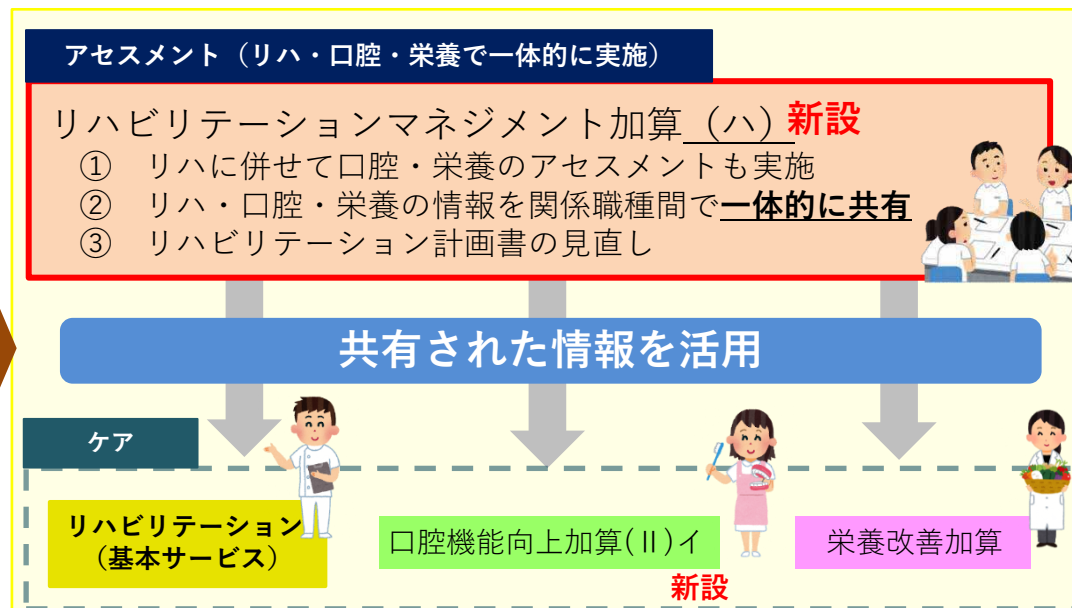 アセスメント（リハ・口腔・栄養で一体的に実施）
リハビリテーションマネジメント加算（ハ）新設
① リハに併せて口腔・栄養のアセスメントも実施
② リハ・口腔・栄養の情報を関係職種間で一体的に共有
③ リハビリテーション計画書の見直し
共有された情報を活用
ケア
リハビリテーション
（基本サービス）
口腔機能向上加算(Ⅱ)イ
新設
栄養改善加算